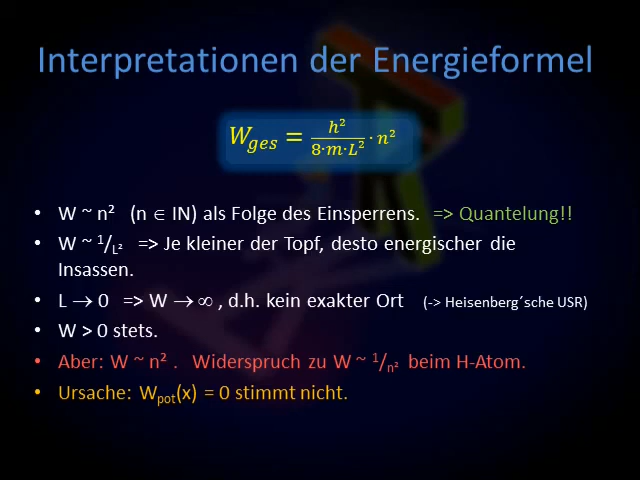 Interpretationen der Energieformel
W_ges = h²/(8·m·L²) · n²
• W ~ n² (n ∈ IN) als Folge des Einsperrens. => Quantelung!!
• W ~ ¹/L² => Je kleiner der Topf, desto energischer die
Insassen.
• L → 0 => W → ∞ , d.h. kein exakter Ort (-> Heisenberg´sche USR)
• W > 0 stets.
• Aber: W ~ n² . Widerspruch zu W ~ ¹/n² beim H-Atom.
• Ursache: W_pot(x) = 0 stimmt nicht.